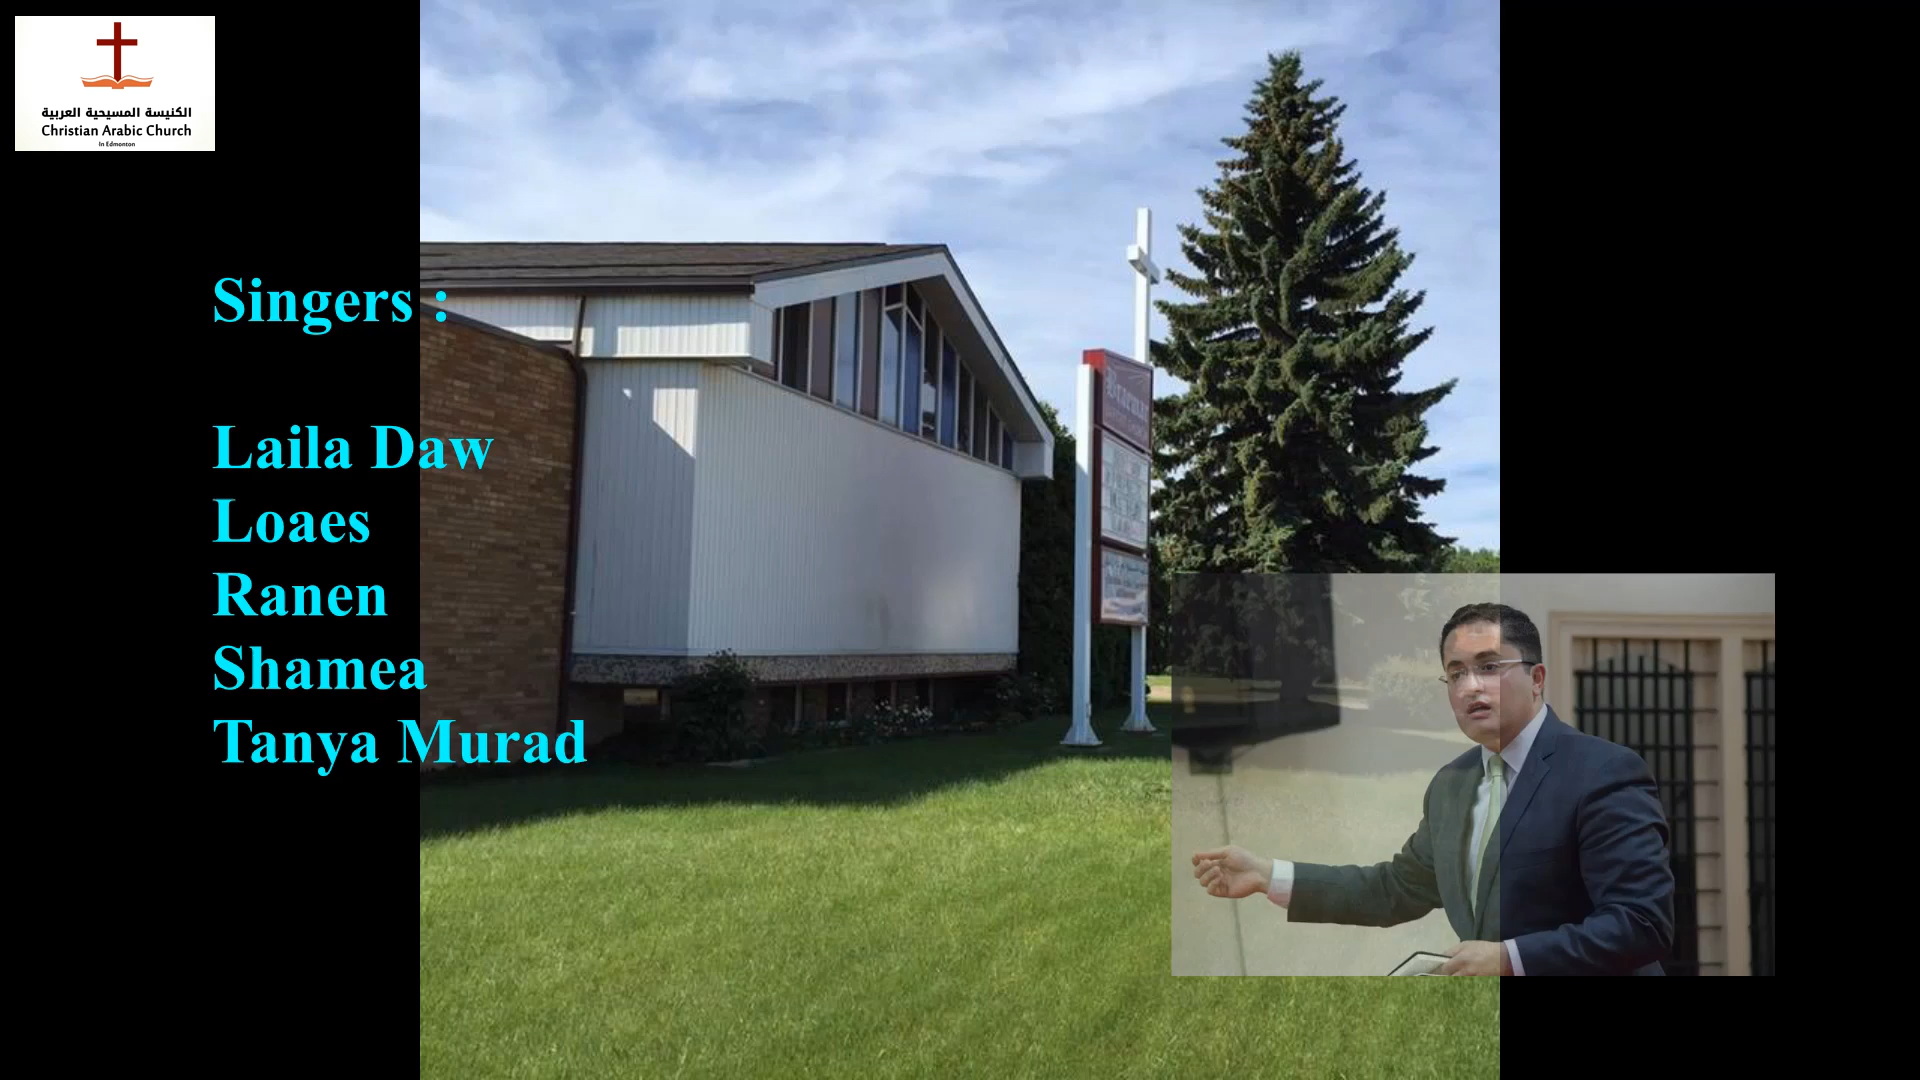 الكنيسة المسيحية العربية
Christian Arabic Church
In Edmonton
Singers :
Laila Daw
Loaes
Ranen
Shamea
Tanya Murad